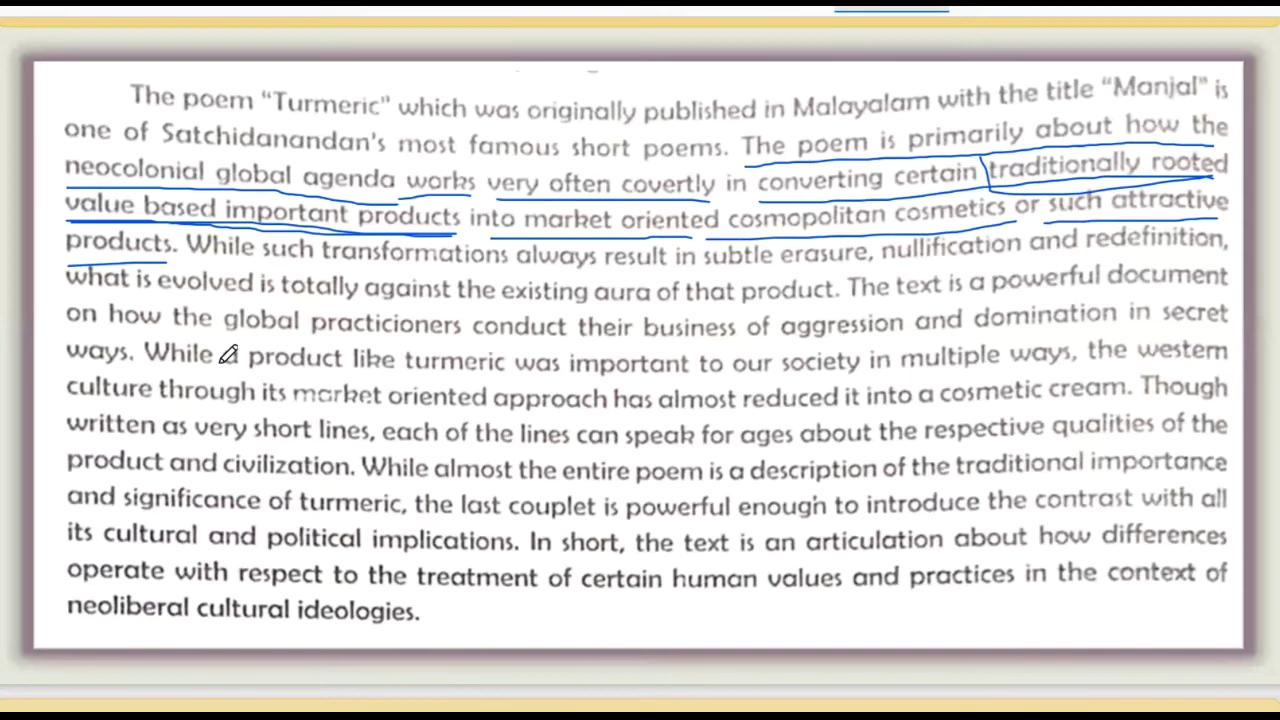 The poem “Turmeric” which was originally published in Malayalam with the title “Manjal” is
one of Satchidanandan's most famous short poems. The poem is primarily about how the
neocolonial global agenda works very often covertly in converting certain traditionally rooted
value based important products into market oriented cosmopolitan cosmetics or such attractive
products. While such transformations always result in subtle erasure, nullification and redefinition,
what is evolved is totally against the existing aura of that product. The text is a powerful document
on how the global practicioners conduct their business of aggression and domination in secret
ways. While a product like turmeric was important to our society in multiple ways, the western
culture through its market oriented approach has almost reduced it into a cosmetic cream. Though
written as very short lines, each of the lines can speak for ages about the respective qualities of the
product and civilization. While almost the entire poem is a description of the traditional importance
and significance of turmeric, the last couplet is powerful enough to introduce the contrast with all
its cultural and political implications. In short, the text is an articulation about how differences
operate with respect to the treatment of certain human values and practices in the context of
neoliberal cultural ideologies.